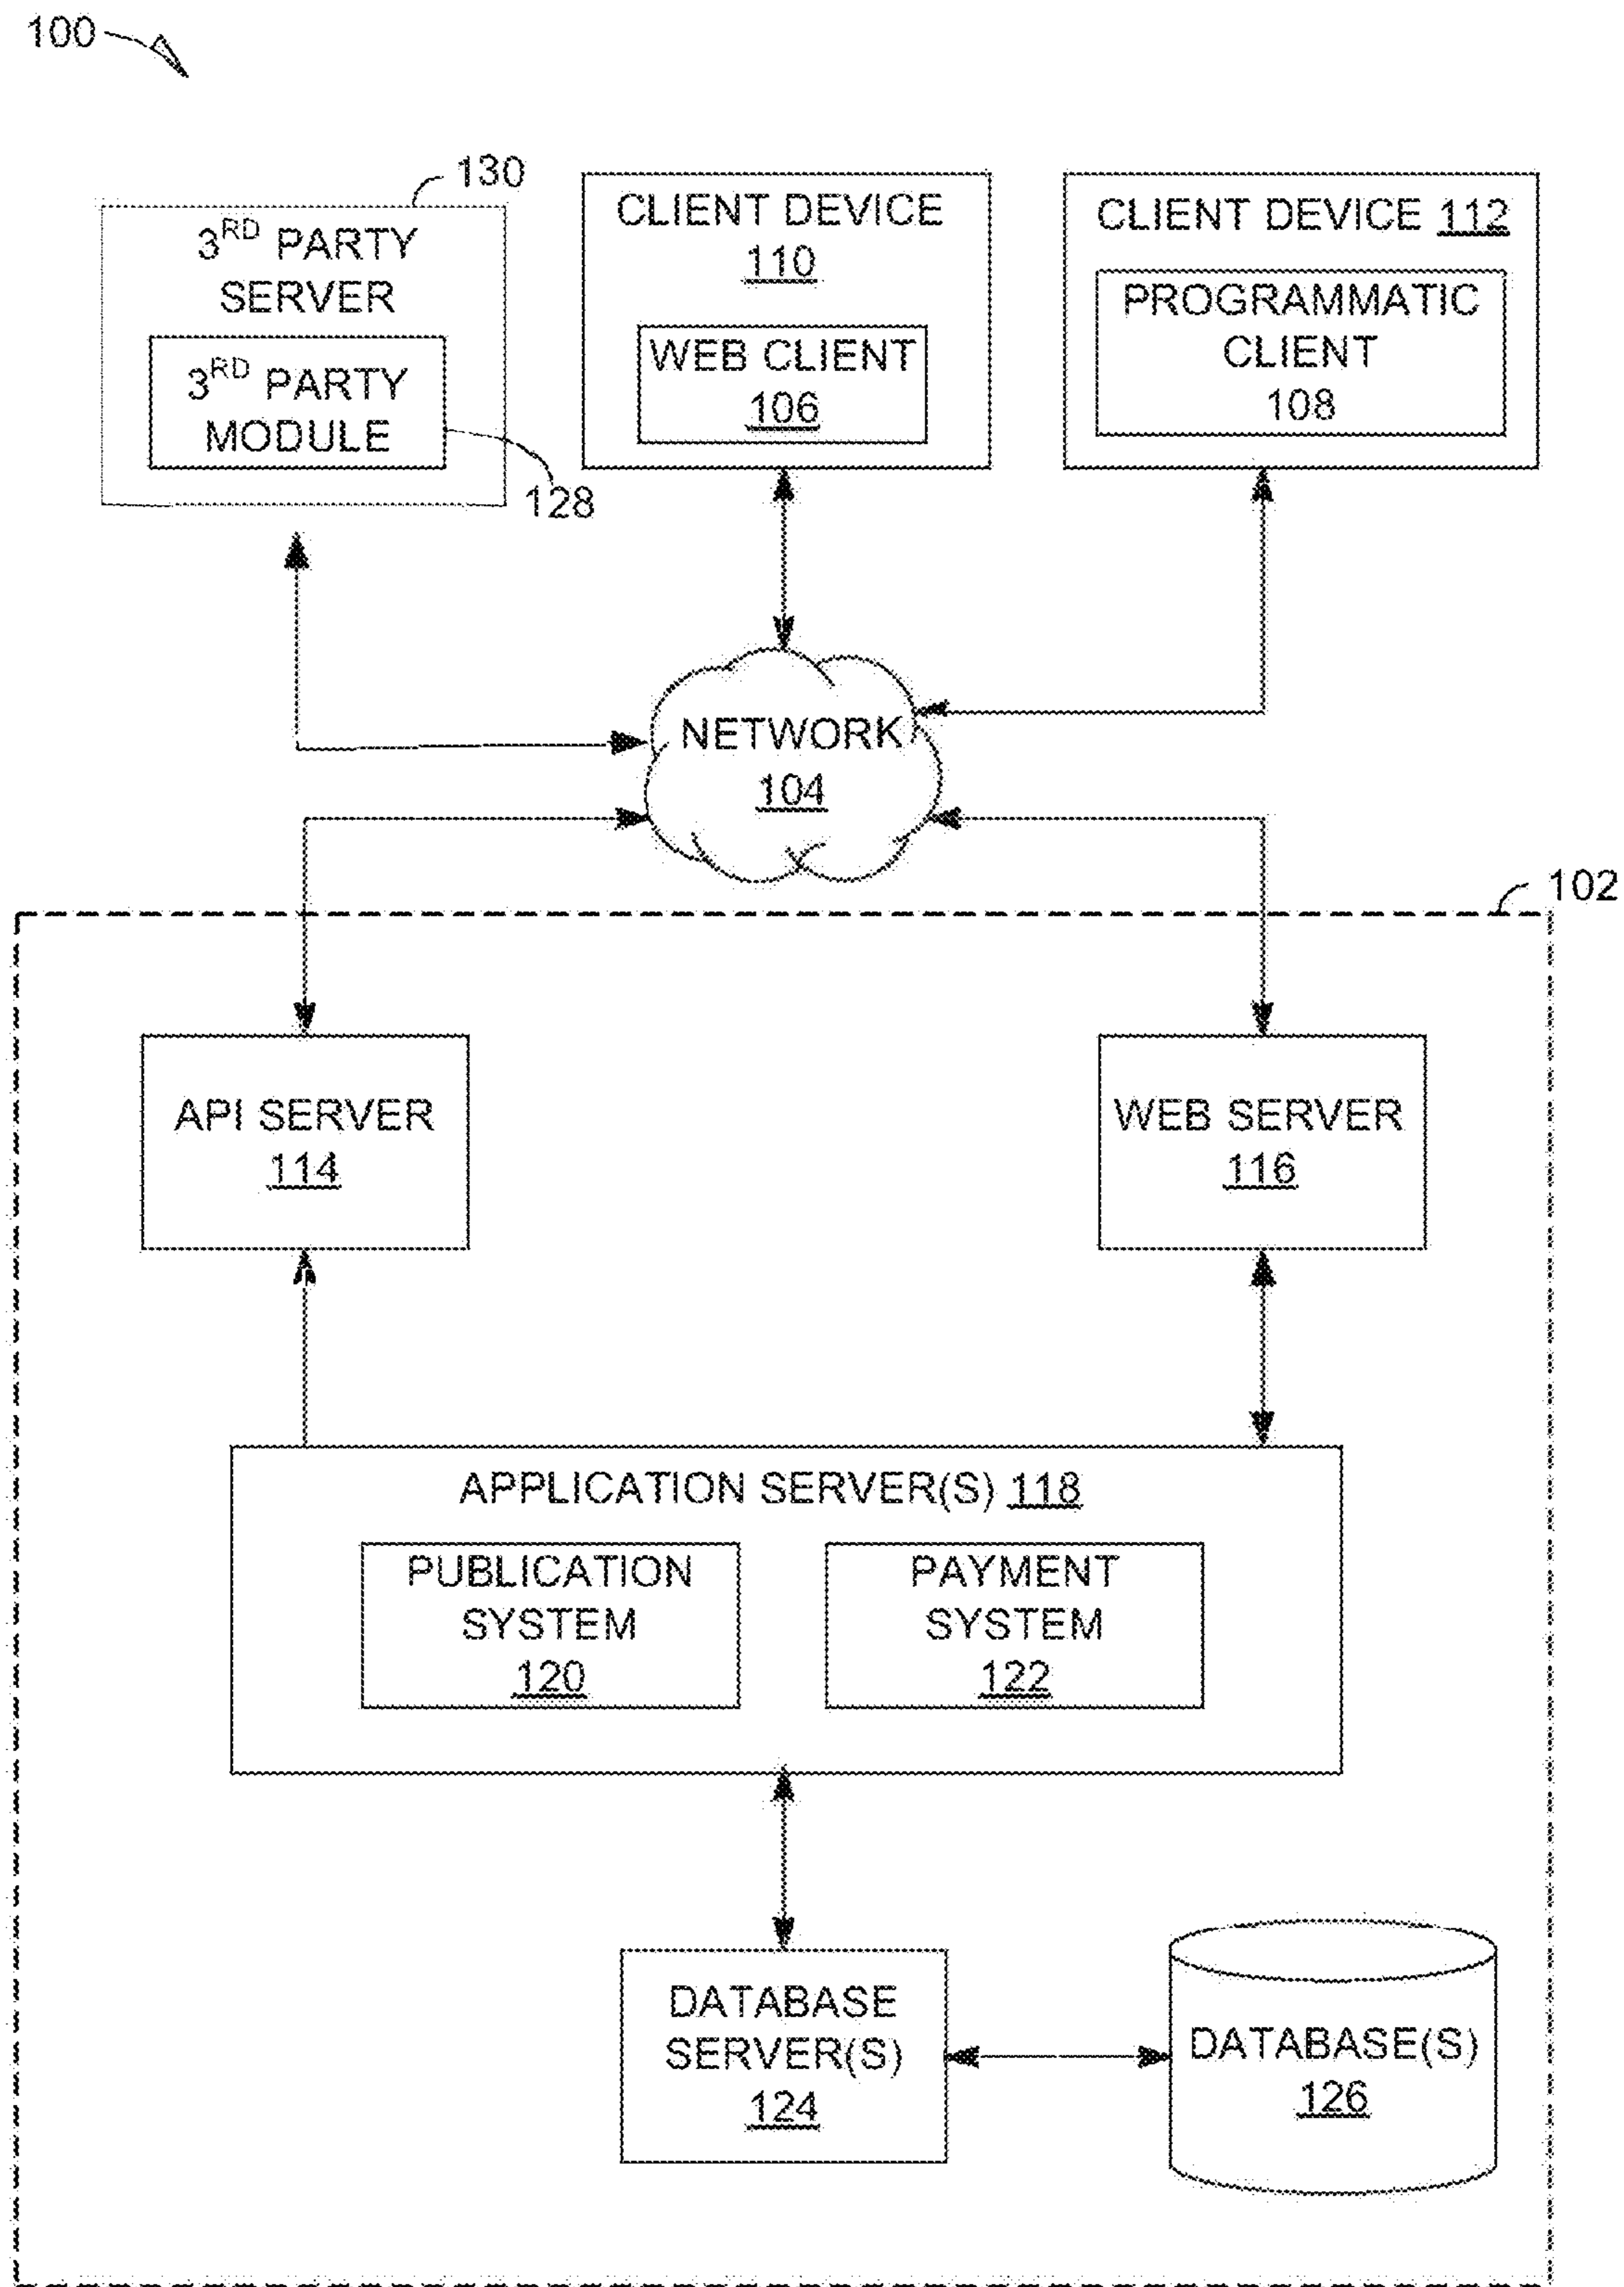 100
130
3RD PARTY
SERVER
3RD PARTY
MODULE
128
CLIENT DEVICE
110
WEB CLIENT
106
CLIENT DEVICE 112
PROGRAMMATIC
CLIENT
108
NETWORK
104
102
API SERVER
114
WEB SERVER
116
APPLICATION SERVER(S) 118
PUBLICATION
SYSTEM
120
PAYMENT
SYSTEM
122
DATABASE
SERVER(S)
124
DATABASE(S)
126